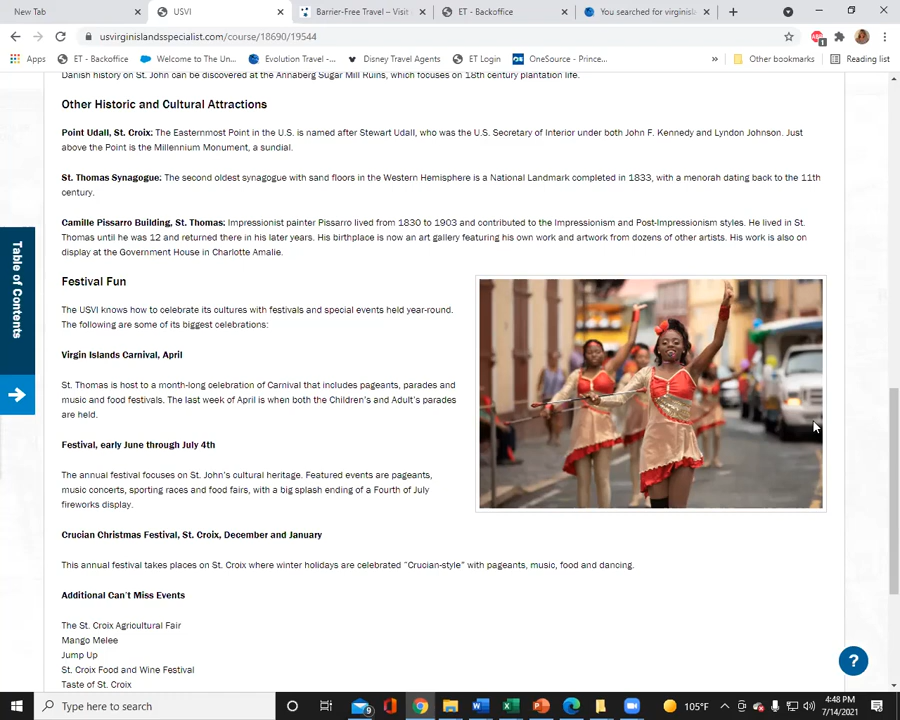 New Tab
USVI
Barrier-Free Travel – Visit
ET - Backoffice
You searched for virginisl
usvirginislandsspecialist.com/course/18690/19544
Apps
ET - Backoffice
Welcome to The Un...
Evolution Travel -...
Disney Travel Agents
ET Login
OneSource - Prince...
»
Other bookmarks
Reading list
Danish history on St. John can be discovered at the Annaberg Sugar Mill Ruins, which focuses on 18th century plantation life.
Other Historic and Cultural Attractions
Point Udall, St. Croix: The Easternmost Point in the U.S. is named after Stewart Udall, who was the U.S. Secretary of Interior under both John F. Kennedy and Lyndon Johnson. Just
above the Point is the Millennium Monument, a sundial.
St. Thomas Synagogue: The second oldest synagogue with sand floors in the Western Hemisphere is a National Landmark completed in 1833, with a menorah dating back to the 11th
century.
Camille Pissarro Building, St. Thomas: Impressionist painter Pissarro lived from 1830 to 1903 and contributed to the Impressionism and Post-Impressionism styles. He lived in St.
Thomas until he was 12 and returned there in his later years. His birthplace is now an art gallery featuring his own work and artwork from dozens of other artists. His work is also on
display at the Government House in Charlotte Amalie.
Table of Contents
Festival Fun
The USVI knows how to celebrate its cultures with festivals and special events held year-round.
The following are some of its biggest celebrations:
Virgin Islands Carnival, April
St. Thomas is host to a month-long celebration of Carnival that includes pageants, parades and
music and food festivals. The last week of April is when both the Children's and Adult's parades
are held.
Festival, early June through July 4th
The annual festival focuses on St. John's cultural heritage. Featured events are pageants,
music concerts, sporting races and food fairs, with a big splash ending of a Fourth of July
fireworks display.
Crucian Christmas Festival, St. Croix, December and January
This annual festival takes places on St. Croix where winter holidays are celebrated "Crucian-style" with pageants, music, food and dancing.
Additional Can't Miss Events
The St. Croix Agricultural Fair
Mango Melee
Jump Up
St. Croix Food and Wine Festival
Taste of St. Croix
?
Type here to search
9
105°F
4:48 PM
7/14/2021